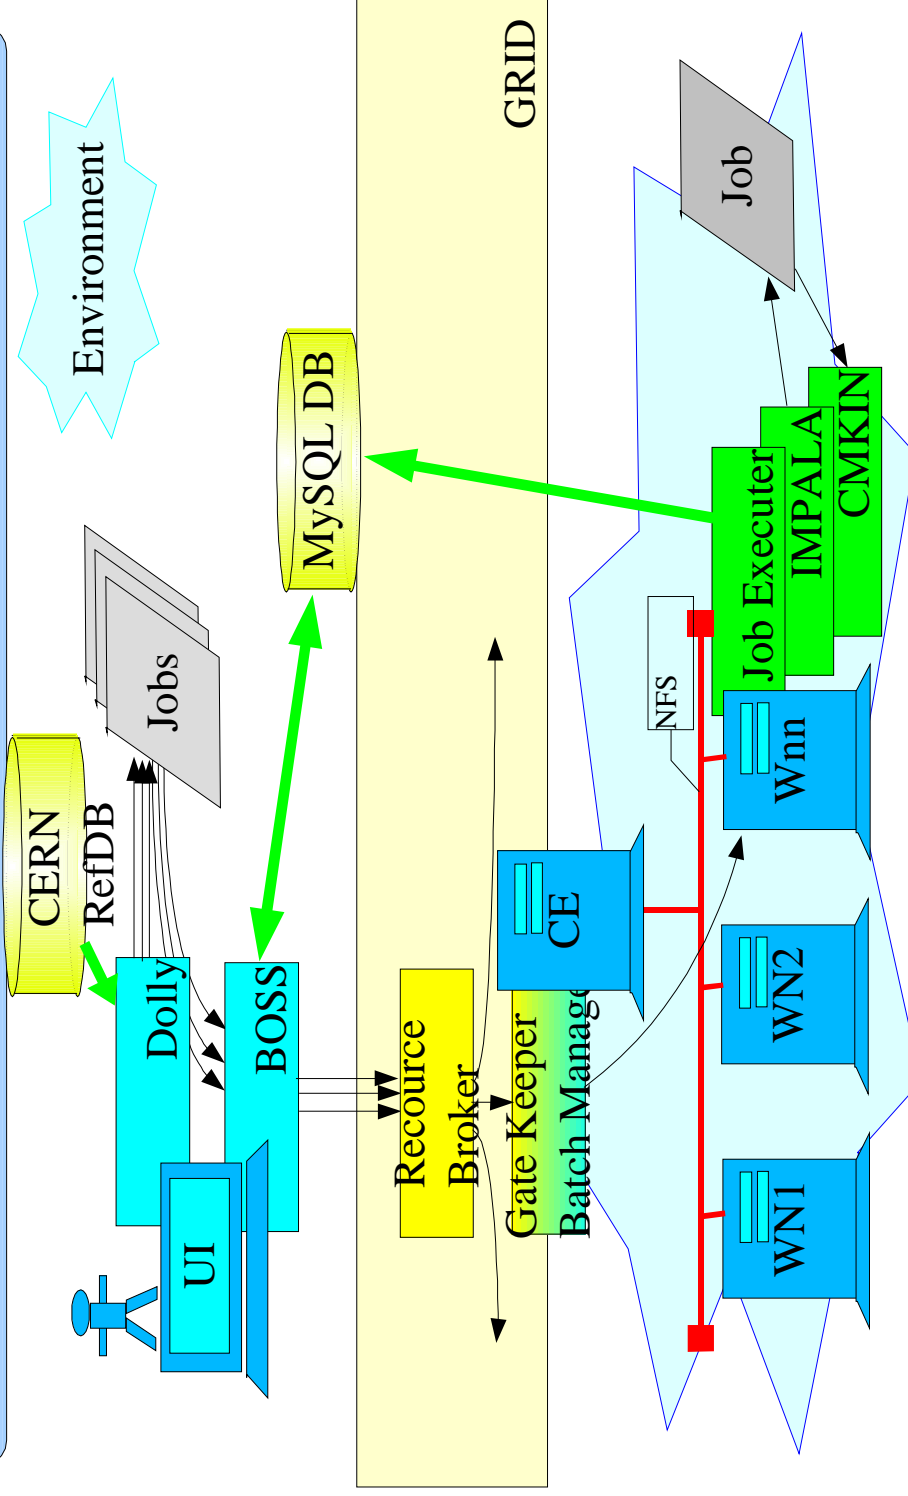 CERN
RefDB
Environment
Dolly
Jobs
UI
BOSS
MySQL DB
Recource
Broker
GRID
Gate Keeper
Batch Manage
CE
NFS
WN1
WN2
Wnn
Job Executer
IMPALA
CMKIN
Job